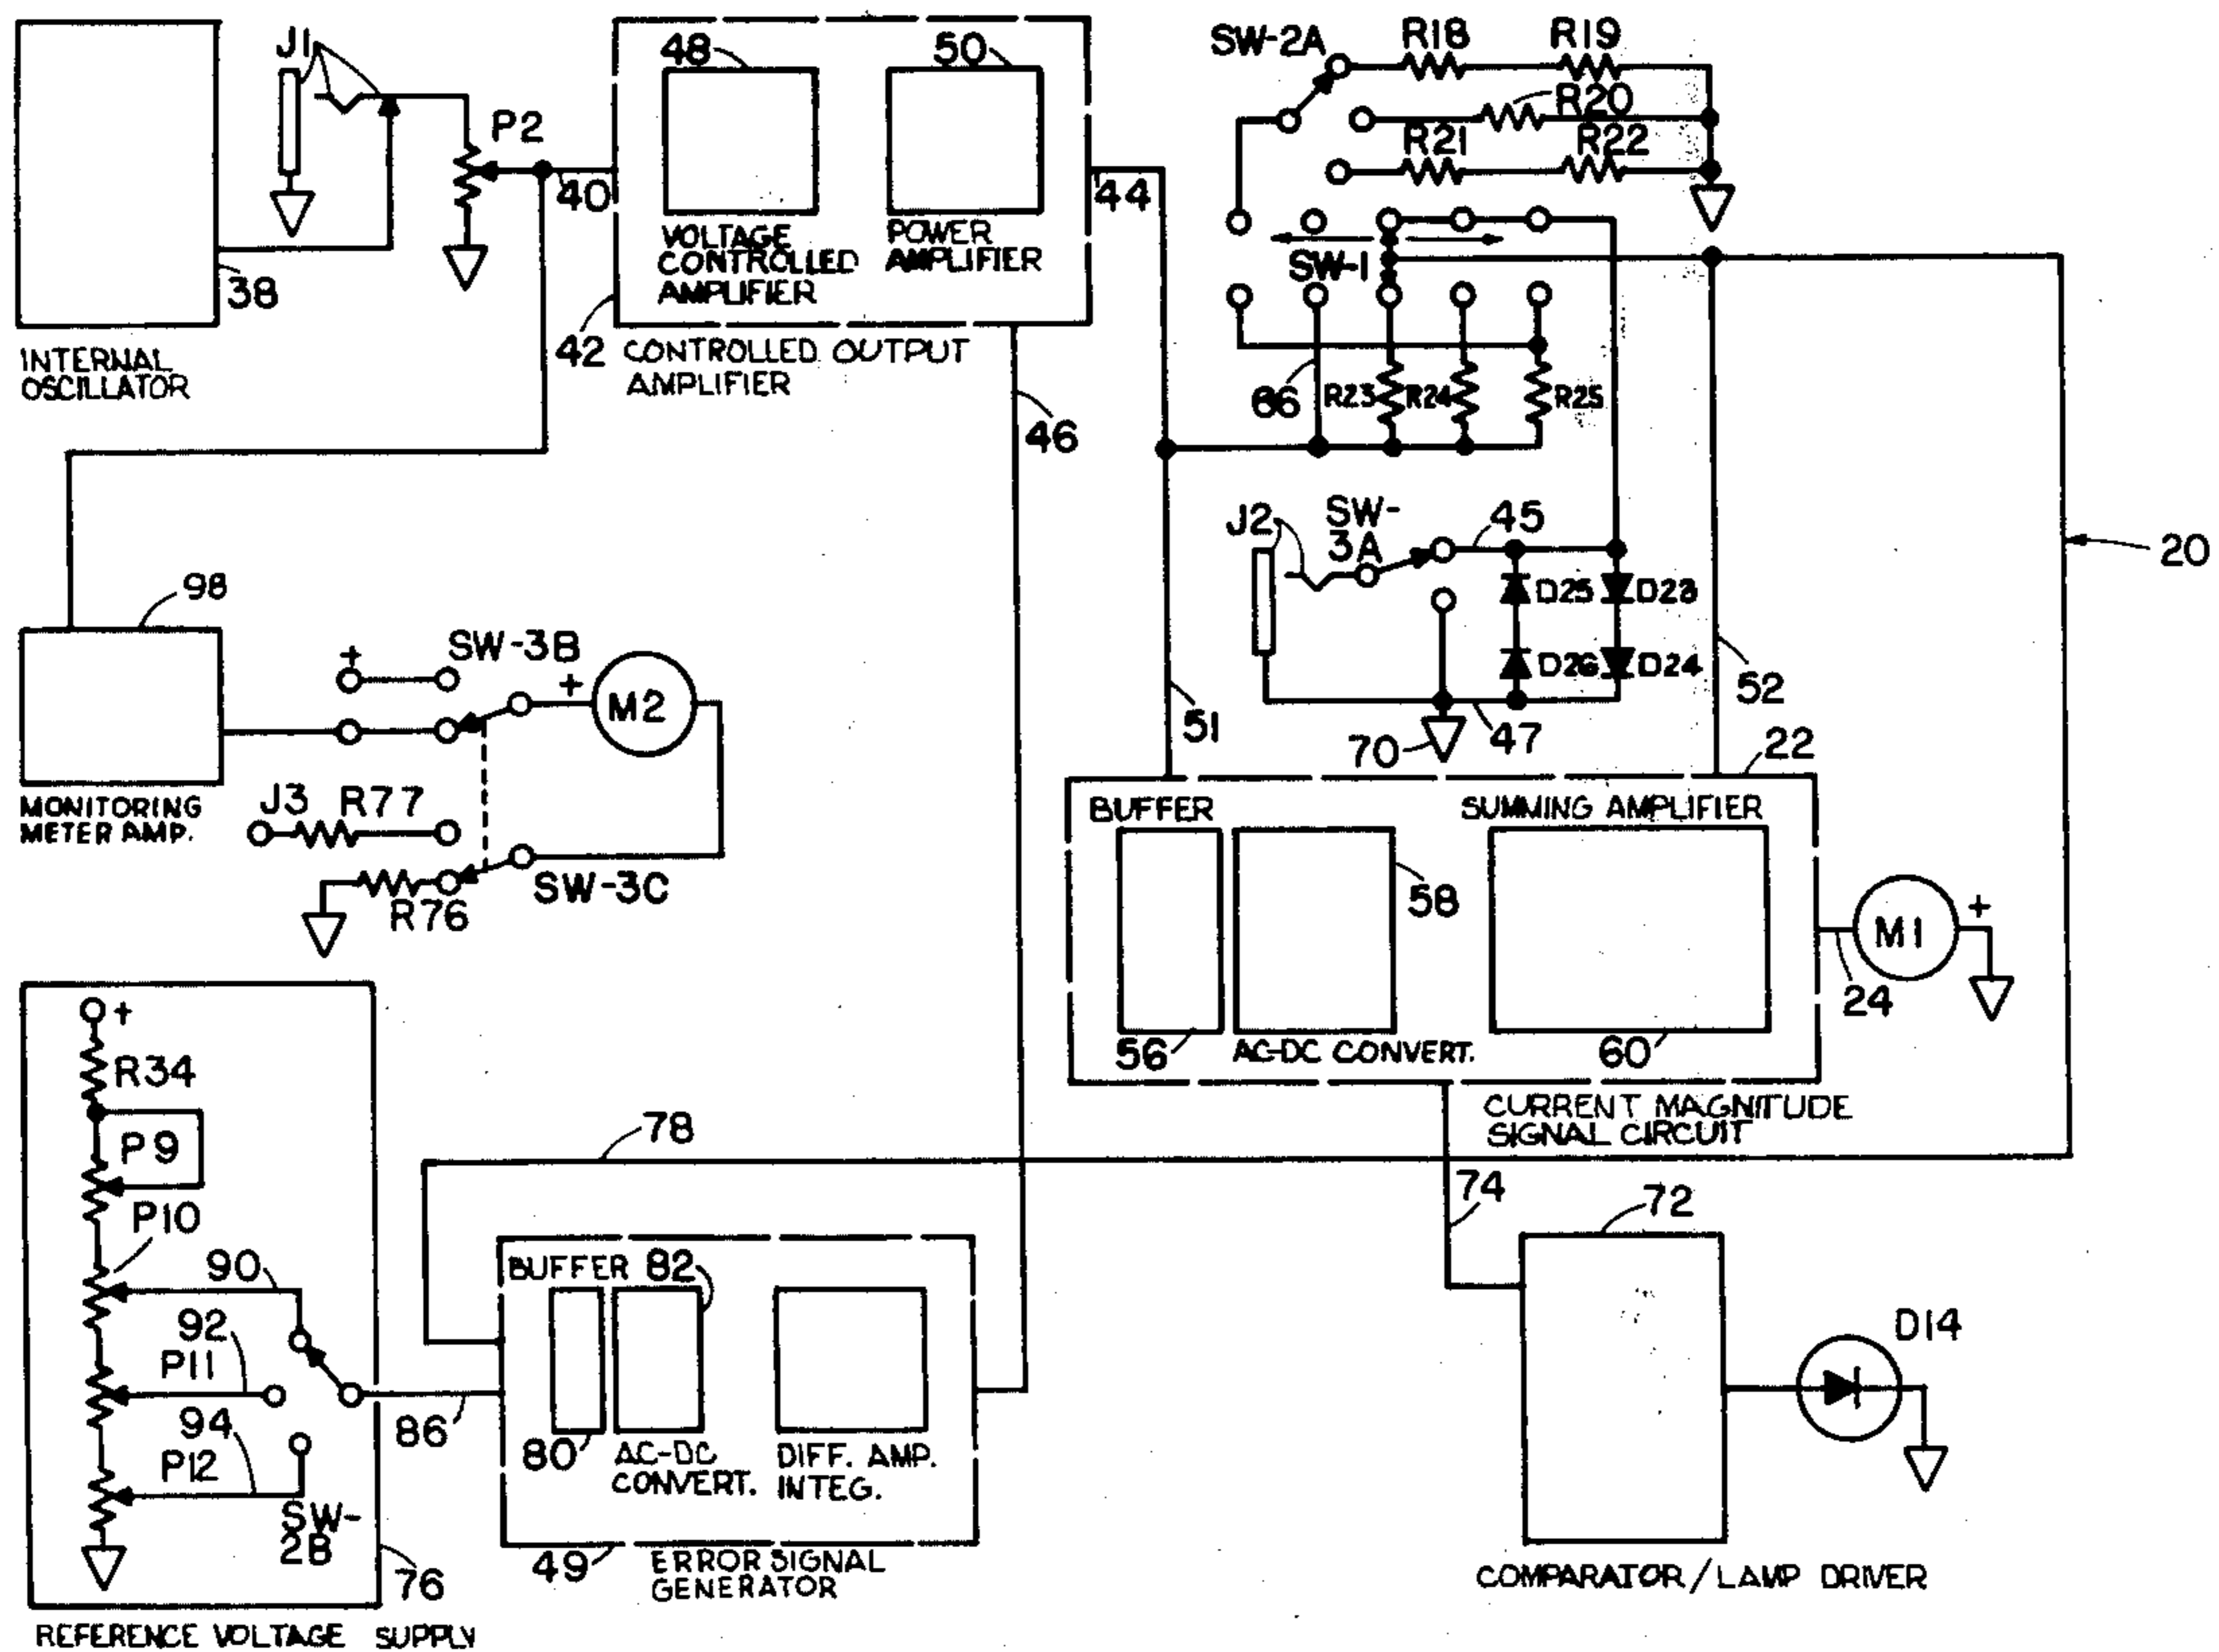 J1
P2
40
38
INTERNAL
OSCILLATOR
48
50
VOLTAGE
CONTROLLED
AMPLIFIER
POWER
AMPLIFIER
42
CONTROLLED OUTPUT
AMPLIFIER
44
46
SW-2A
R18
R19
R20
R21
R22
SW-1
66
R23
R24
R25
J2
SW-
3A
45
D25
D23
D26
D24
20
52
51
70
47
22
98
SW-3B
+
+
M2
MONITORING
METER AMP.
J3
R77
R76
SW-3C
BUFFER
SUMMING AMPLIFIER
58
56
AC-DC CONVERT.
60
M1
+
24
CURRENT MAGNITUDE
SIGNAL CIRCUIT
+
R34
P9
P10
90
92
P11
94
P12
SW-
2B
86
76
REFERENCE VOLTAGE SUPPLY
78
BUFFER
82
80
AC-DC
CONVERT.
DIFF. AMP.
INTEG.
49
ERROR SIGNAL
GENERATOR
74
72
D14
COMPARATOR/LAMP DRIVER